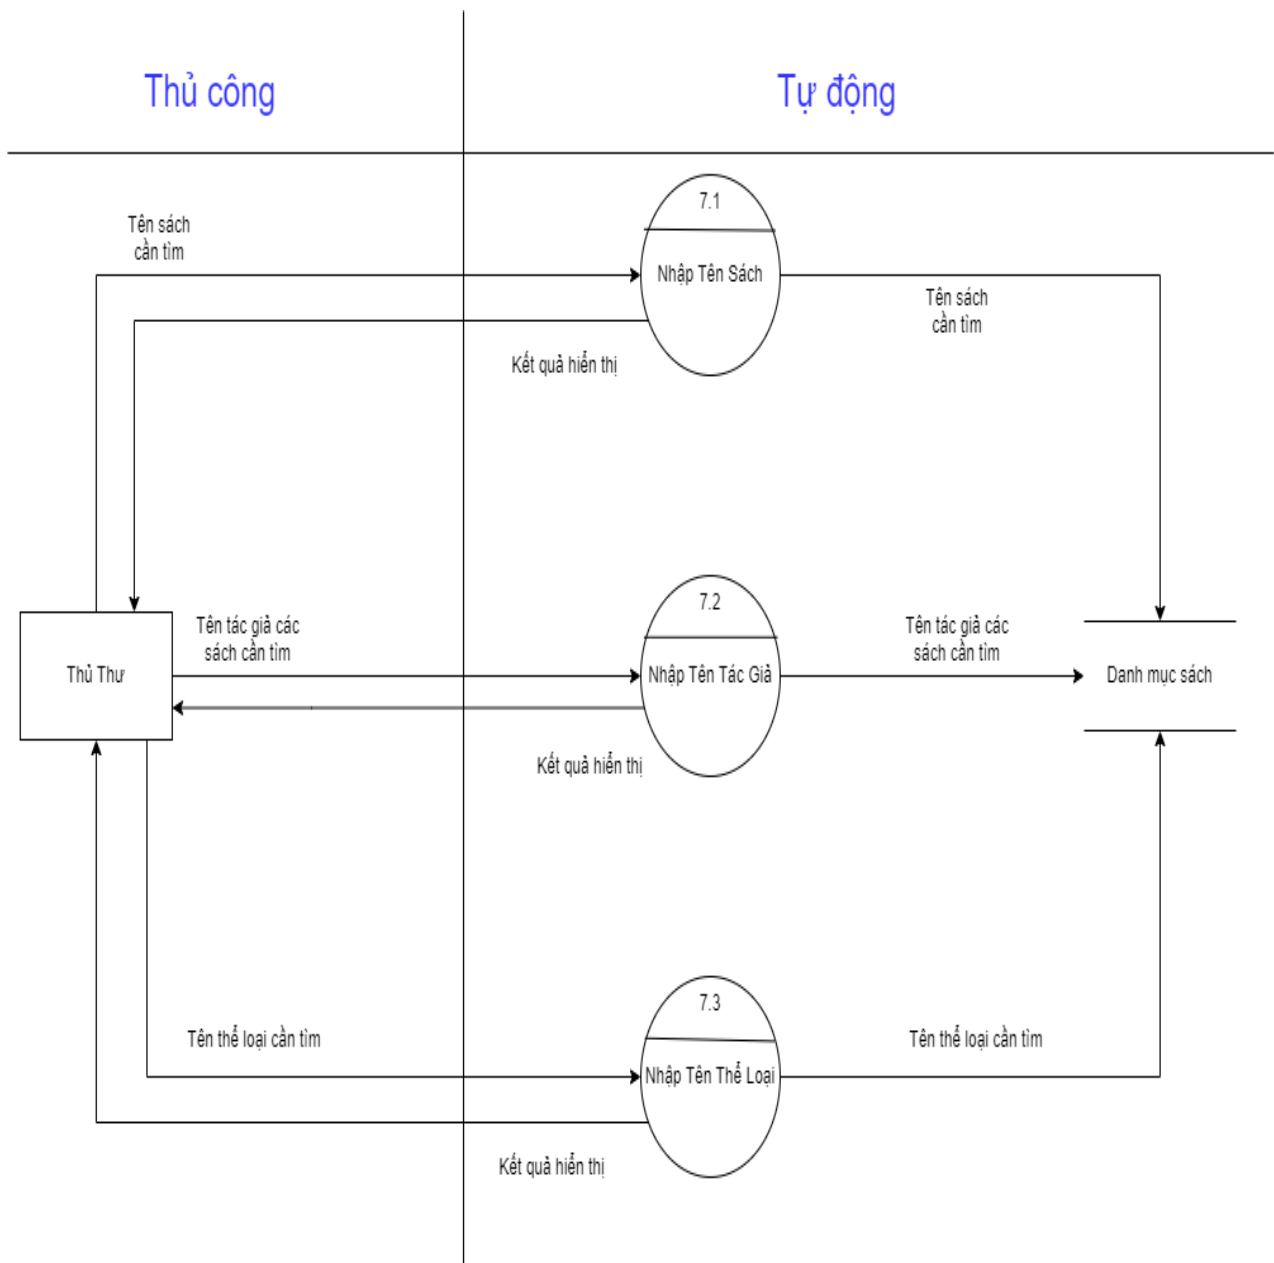 Thủ công
Tự động
7.1
Tên sách
cần tìm
Nhập Tên Sách
Tên sách
cần tìm
Kết quả hiển thị
7.2
Tên tác giả các
sách cần tìm
Tên tác giả các
sách cần tìm
Thủ Thư
Nhập Tên Tác Giả
Danh mục sách
Kết quả hiển thị
7.3
Tên thể loại cần tìm
Tên thể loại cần tìm
Nhập Tên Thể Loại
Kết quả hiển thị